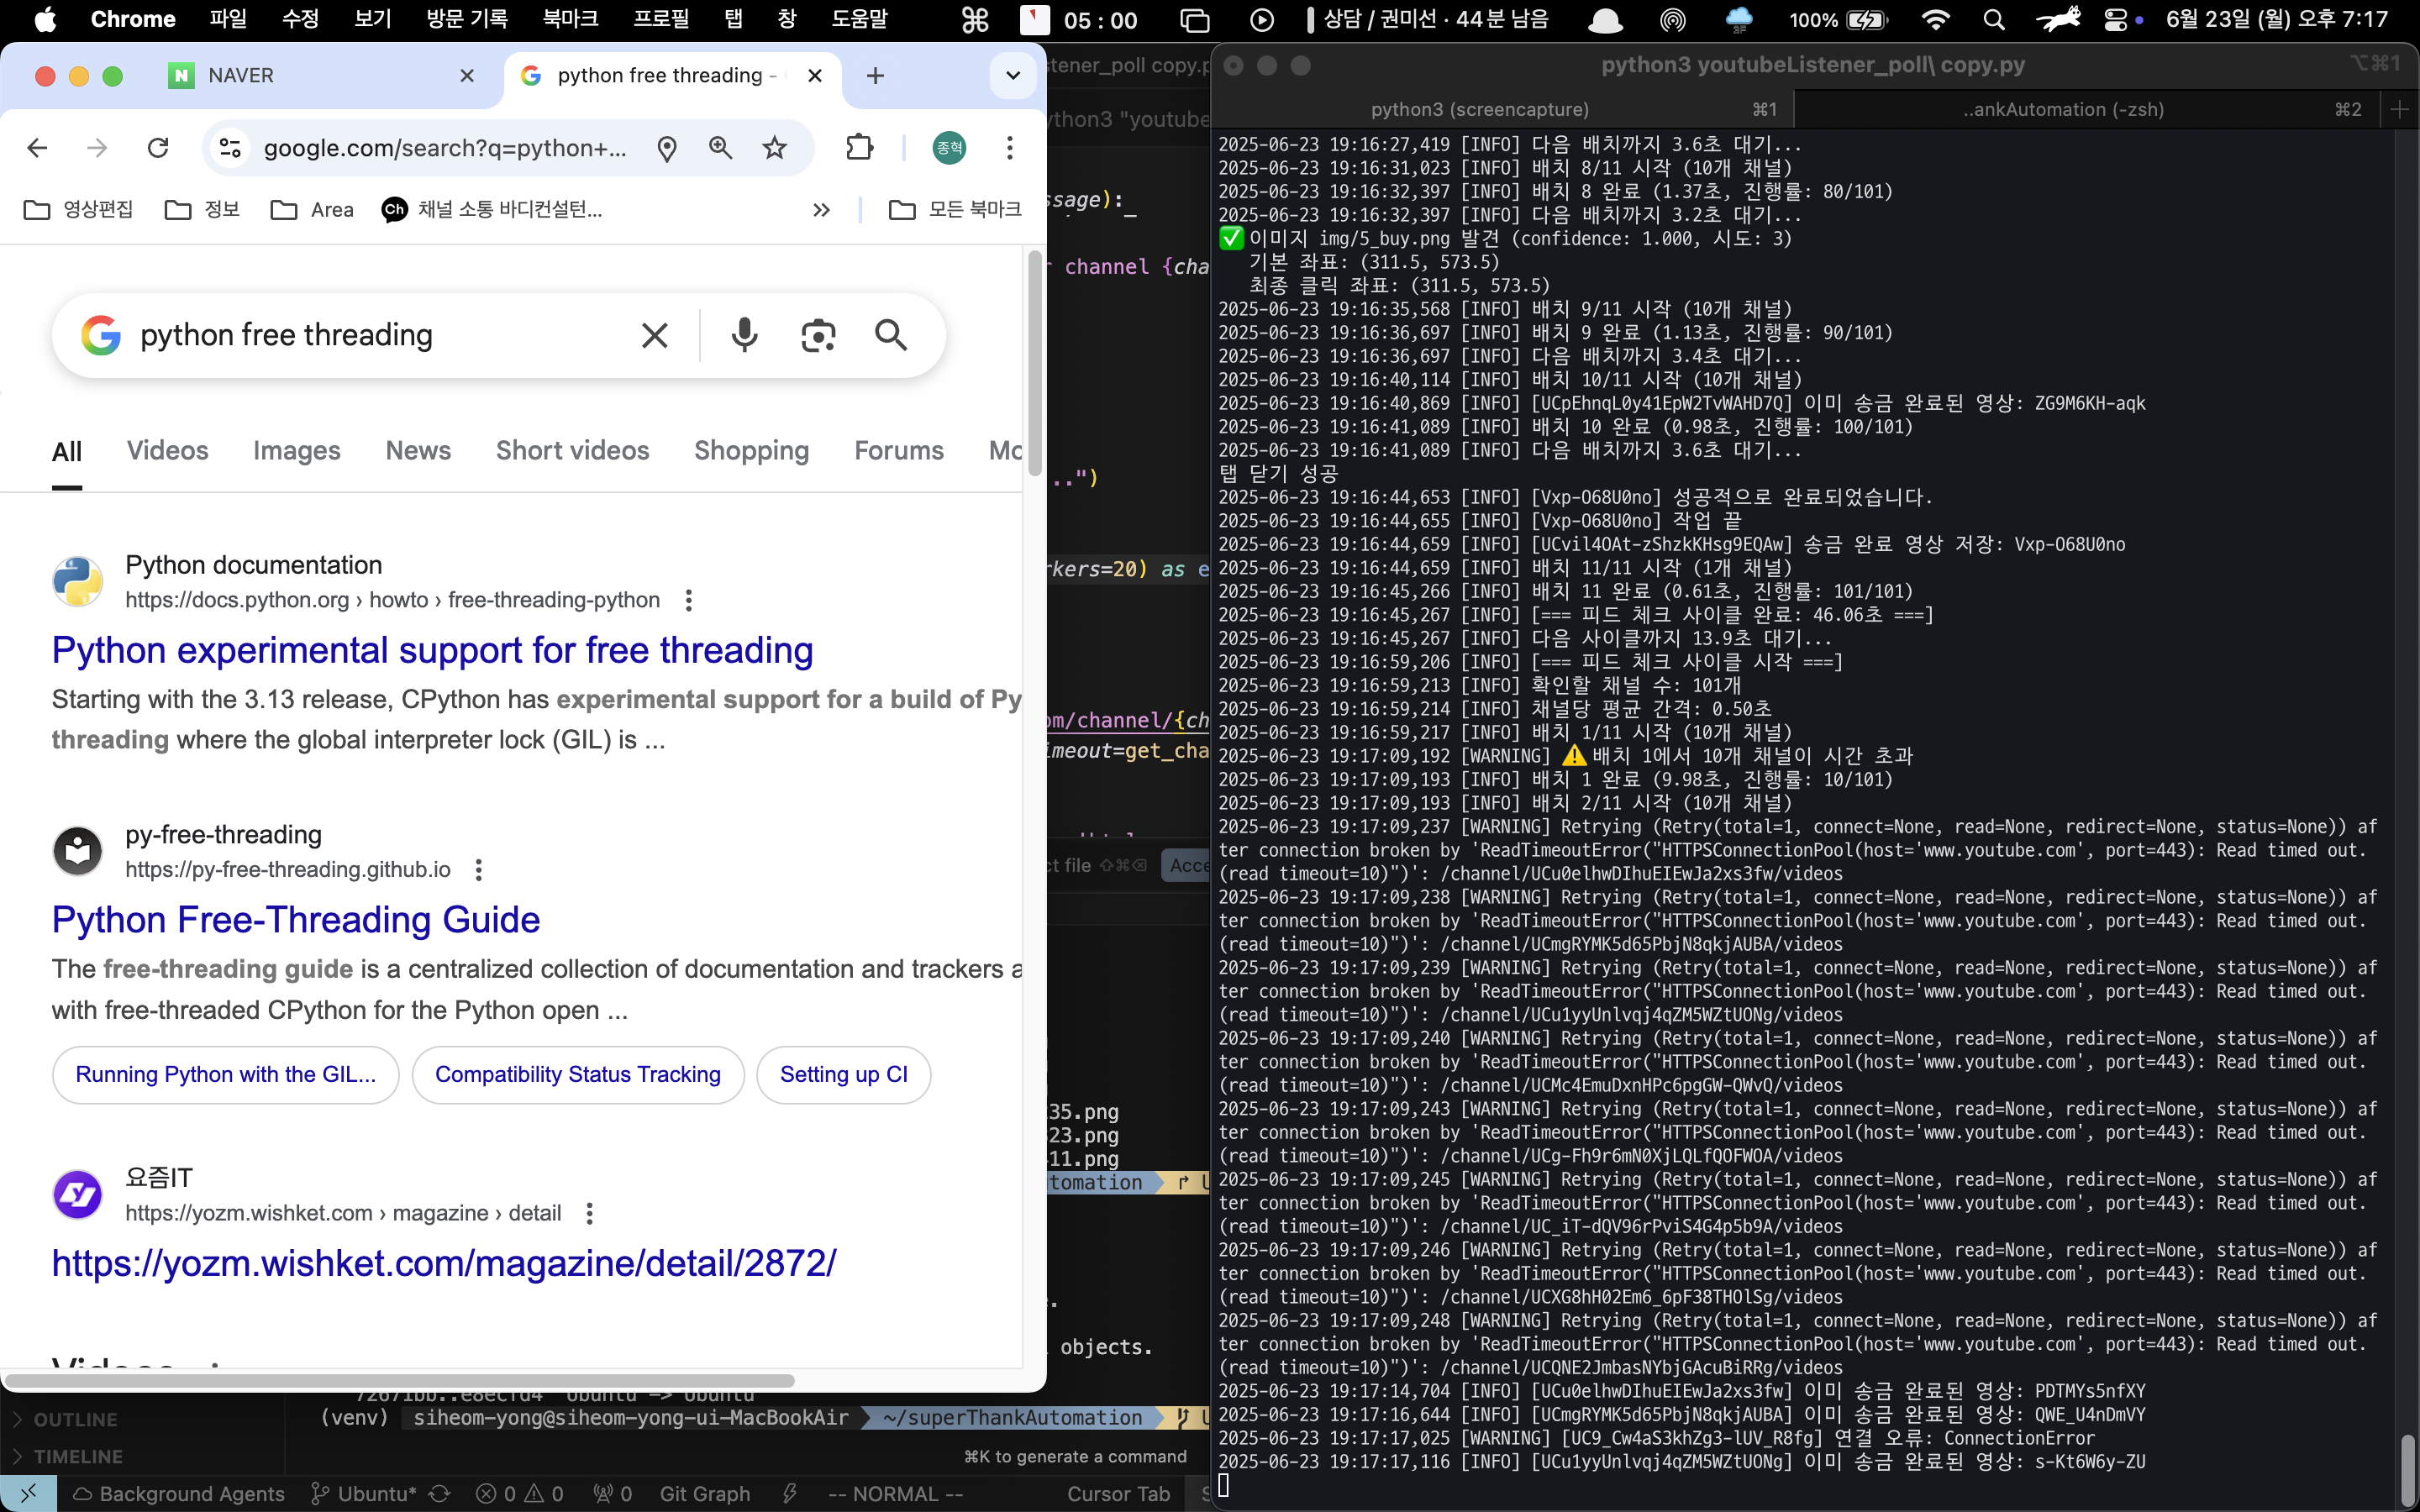 Chrome 파일 수정 보기 방문 기록 북마크 프로필 탭 창 도움말 05 : 00 상담 / 권미선 · 44분 남음 100% 6월 23일 (월) 오후 7:17
NAVER
python free threading -
google.com/search?q=python+...
종혁
영상편집 정보 Area 채널 소통 바디컨설턴... » 모든 북마크
python free threading
All Videos Images News Short videos Shopping Forums
Python documentation
https://docs.python.org › howto › free-threading-python
Python experimental support for free threading
Starting with the 3.13 release, CPython has experimental support for a build of Py
threading where the global interpreter lock (GIL) is ...
py-free-threading
https://py-free-threading.github.io
Python Free-Threading Guide
The free-threading guide is a centralized collection of documentation and trackers
with free-threaded CPython for the Python open ...
Running Python with the GIL...
Compatibility Status Tracking
Setting up CI
요즘IT
https://yozm.wishket.com › magazine › detail
https://yozm.wishket.com/magazine/detail/2872/
Videos
stener_poll copy.p
ython3 "youtube
ssage):
channel {cha
..")
rkers=20) as e
om/channel/{ch
imeout=get_cha
ct file
Acce
35.png
23.png
11.png
tomation
objects.
(venv) siheom-yong@siheom-yong-ui-MacBookAir ~/superThankAutomation
OUTLINE
TIMELINE
⌘K to generate a command
Background Agents Ubuntu* 0 0 0 Git Graph -- NORMAL -- Cursor Tab
python3 youtubeListener_poll\ copy.py ⌥⌘1
python3 (screencapture) ⌘1 ..ankAutomation (-zsh) ⌘2
2025-06-23 19:16:27,419 [INFO] 다음 배치까지 3.6초 대기...
2025-06-23 19:16:31,023 [INFO] 배치 8/11 시작 (10개 채널)
2025-06-23 19:16:32,397 [INFO] 배치 8 완료 (1.37초, 진행률: 80/101)
2025-06-23 19:16:32,397 [INFO] 다음 배치까지 3.2초 대기...
✅ 이미지 img/5_buy.png 발견 (confidence: 1.000, 시도: 3)
기본 좌표: (311.5, 573.5)
최종 클릭 좌표: (311.5, 573.5)
2025-06-23 19:16:35,568 [INFO] 배치 9/11 시작 (10개 채널)
2025-06-23 19:16:36,697 [INFO] 배치 9 완료 (1.13초, 진행률: 90/101)
2025-06-23 19:16:36,697 [INFO] 다음 배치까지 3.4초 대기...
2025-06-23 19:16:40,114 [INFO] 배치 10/11 시작 (10개 채널)
2025-06-23 19:16:40,869 [INFO] [UCpEhnqL0y41EpW2TvWAHD7Q] 이미 송금 완료된 영상: ZG9M6KH-aqk
2025-06-23 19:16:41,089 [INFO] 배치 10 완료 (0.98초, 진행률: 100/101)
2025-06-23 19:16:41,089 [INFO] 다음 배치까지 3.6초 대기...
탭 닫기 성공
2025-06-23 19:16:44,653 [INFO] [Vxp-O68U0no] 성공적으로 완료되었습니다.
2025-06-23 19:16:44,655 [INFO] [Vxp-O68U0no] 작업 끝
2025-06-23 19:16:44,659 [INFO] [UCvil4OAt-zShzkKHsg9EQAw] 송금 완료 영상 저장: Vxp-O68U0no
2025-06-23 19:16:44,659 [INFO] 배치 11/11 시작 (1개 채널)
2025-06-23 19:16:45,266 [INFO] 배치 11 완료 (0.61초, 진행률: 101/101)
2025-06-23 19:16:45,267 [INFO] [=== 피드 체크 사이클 완료: 46.06초 ===]
2025-06-23 19:16:45,267 [INFO] 다음 사이클까지 13.9초 대기...
2025-06-23 19:16:59,206 [INFO] [=== 피드 체크 사이클 시작 ===]
2025-06-23 19:16:59,213 [INFO] 확인할 채널 수: 101개
2025-06-23 19:16:59,214 [INFO] 채널당 평균 간격: 0.50초
2025-06-23 19:16:59,217 [INFO] 배치 1/11 시작 (10개 채널)
2025-06-23 19:17:09,192 [WARNING] ⚠️ 배치 1에서 10개 채널이 시간 초과
2025-06-23 19:17:09,193 [INFO] 배치 1 완료 (9.98초, 진행률: 10/101)
2025-06-23 19:17:09,193 [INFO] 배치 2/11 시작 (10개 채널)
2025-06-23 19:17:09,237 [WARNING] Retrying (Retry(total=1, connect=None, read=None, redirect=None, status=None)) af
ter connection broken by 'ReadTimeoutError("HTTPSConnectionPool(host='www.youtube.com', port=443): Read timed out.
(read timeout=10)")': /channel/UCu0elhwDIhuEIEwJa2xs3fw/videos
2025-06-23 19:17:09,238 [WARNING] Retrying (Retry(total=1, connect=None, read=None, redirect=None, status=None)) af
ter connection broken by 'ReadTimeoutError("HTTPSConnectionPool(host='www.youtube.com', port=443): Read timed out.
(read timeout=10)")': /channel/UCmgRYMK5d65PbjN8qkjAUBA/videos
2025-06-23 19:17:09,239 [WARNING] Retrying (Retry(total=1, connect=None, read=None, redirect=None, status=None)) af
ter connection broken by 'ReadTimeoutError("HTTPSConnectionPool(host='www.youtube.com', port=443): Read timed out.
(read timeout=10)")': /channel/UCu1yyUnlvqj4qZM5WZtUONg/videos
2025-06-23 19:17:09,240 [WARNING] Retrying (Retry(total=1, connect=None, read=None, redirect=None, status=None)) af
ter connection broken by 'ReadTimeoutError("HTTPSConnectionPool(host='www.youtube.com', port=443): Read timed out.
(read timeout=10)")': /channel/UCMc4EmuDxnHPc6pgGW-QWvQ/videos
2025-06-23 19:17:09,243 [WARNING] Retrying (Retry(total=1, connect=None, read=None, redirect=None, status=None)) af
ter connection broken by 'ReadTimeoutError("HTTPSConnectionPool(host='www.youtube.com', port=443): Read timed out.
(read timeout=10)")': /channel/UCg-Fh9r6mN0XjLQLfQOFWOA/videos
2025-06-23 19:17:09,245 [WARNING] Retrying (Retry(total=1, connect=None, read=None, redirect=None, status=None)) af
ter connection broken by 'ReadTimeoutError("HTTPSConnectionPool(host='www.youtube.com', port=443): Read timed out.
(read timeout=10)")': /channel/UC_iT-dQV96rPviS4G4p5b9A/videos
2025-06-23 19:17:09,246 [WARNING] Retrying (Retry(total=1, connect=None, read=None, redirect=None, status=None)) af
ter connection broken by 'ReadTimeoutError("HTTPSConnectionPool(host='www.youtube.com', port=443): Read timed out.
(read timeout=10)")': /channel/UCXG8hH02Em6_6pF38THOlSg/videos
2025-06-23 19:17:09,248 [WARNING] Retrying (Retry(total=1, connect=None, read=None, redirect=None, status=None)) af
ter connection broken by 'ReadTimeoutError("HTTPSConnectionPool(host='www.youtube.com', port=443): Read timed out.
(read timeout=10)")': /channel/UCQNE2JmbasNYbjGAcuBiRRg/videos
2025-06-23 19:17:14,704 [INFO] [UCu0elhwDIhuEIEwJa2xs3fw] 이미 송금 완료된 영상: PDTMYs5nfXY
2025-06-23 19:17:16,644 [INFO] [UCmgRYMK5d65PbjN8qkjAUBA] 이미 송금 완료된 영상: QWE_U4nDmVY
2025-06-23 19:17:17,025 [WARNING] [UC9_Cw4aS3khZg3-lUV_R8fg] 연결 오류: ConnectionError
2025-06-23 19:17:17,116 [INFO] [UCu1yyUnlvqj4qZM5WZtUONg] 이미 송금 완료된 영상: s-Kt6W6y-ZU